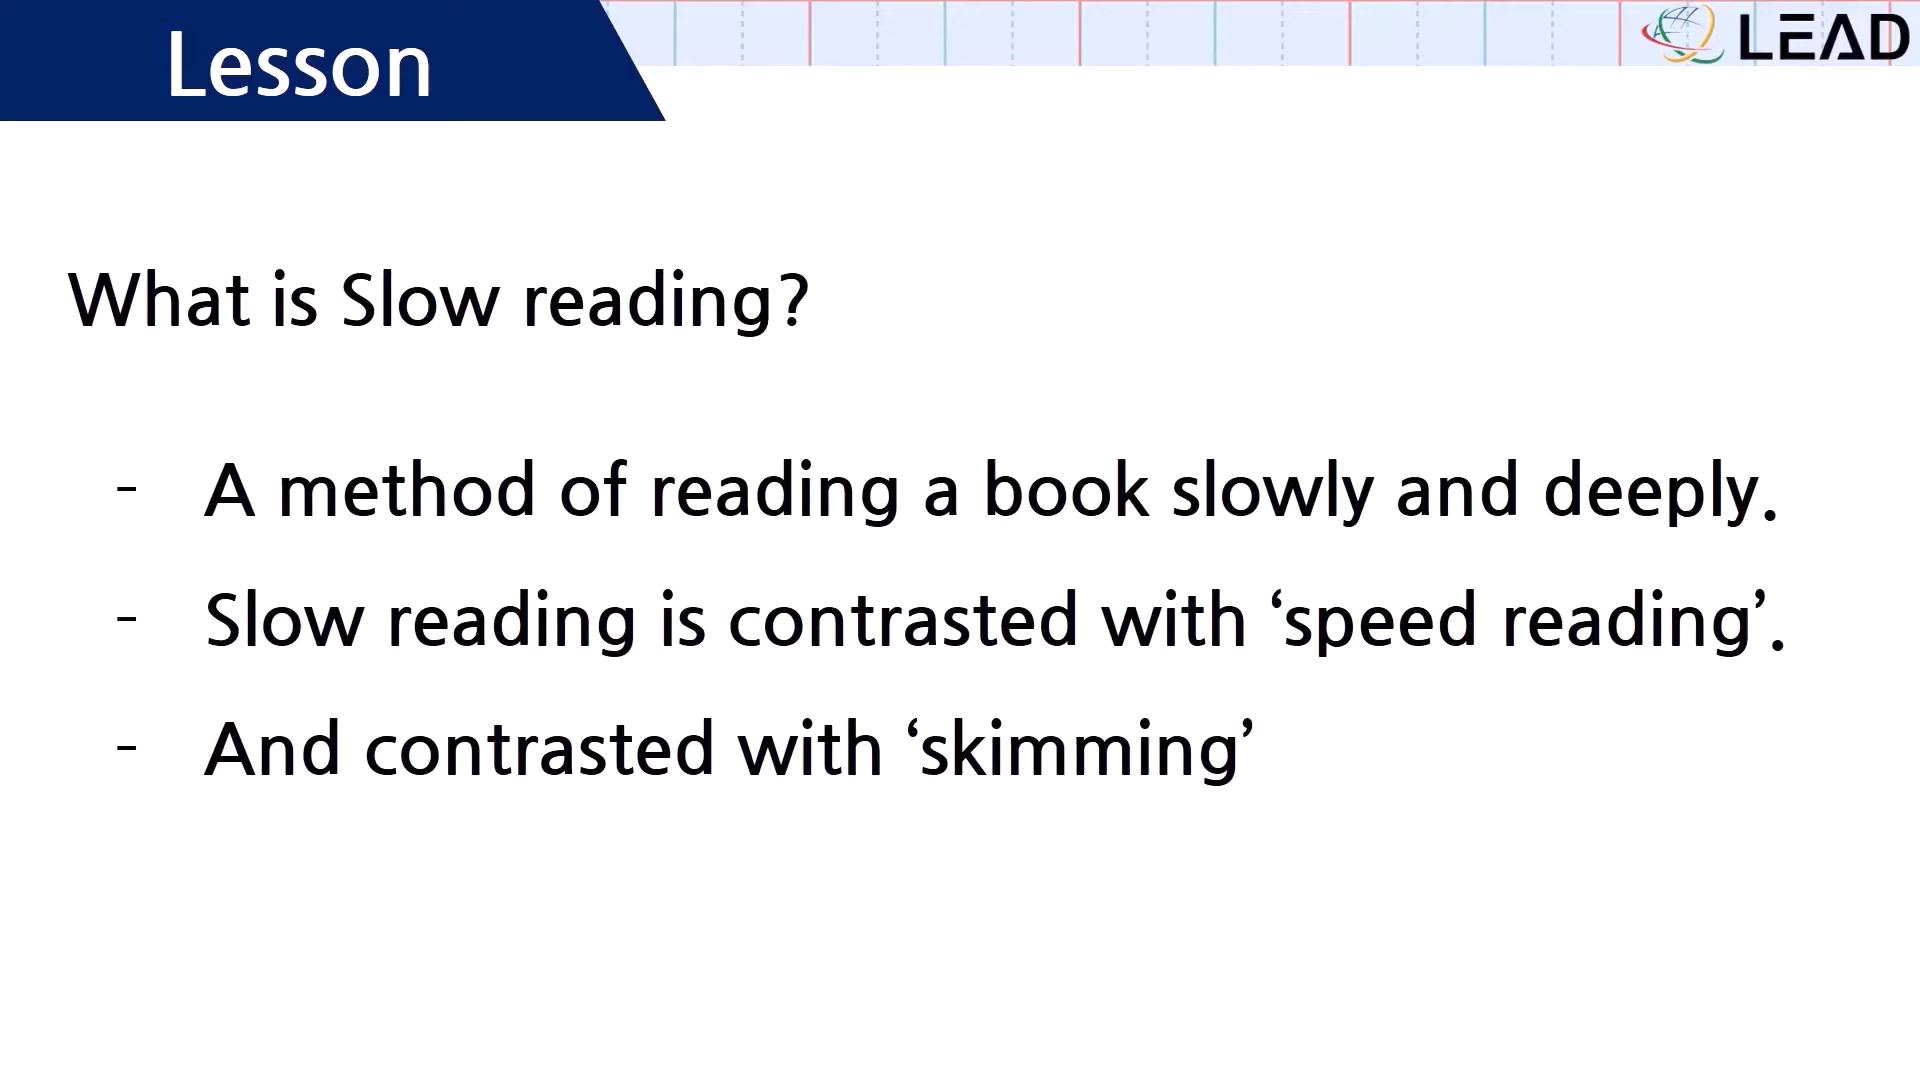 Lesson
LEAD
What is Slow reading?
- A method of reading a book slowly and deeply.
- Slow reading is contrasted with ‘speed reading’.
- And contrasted with ‘skimming’